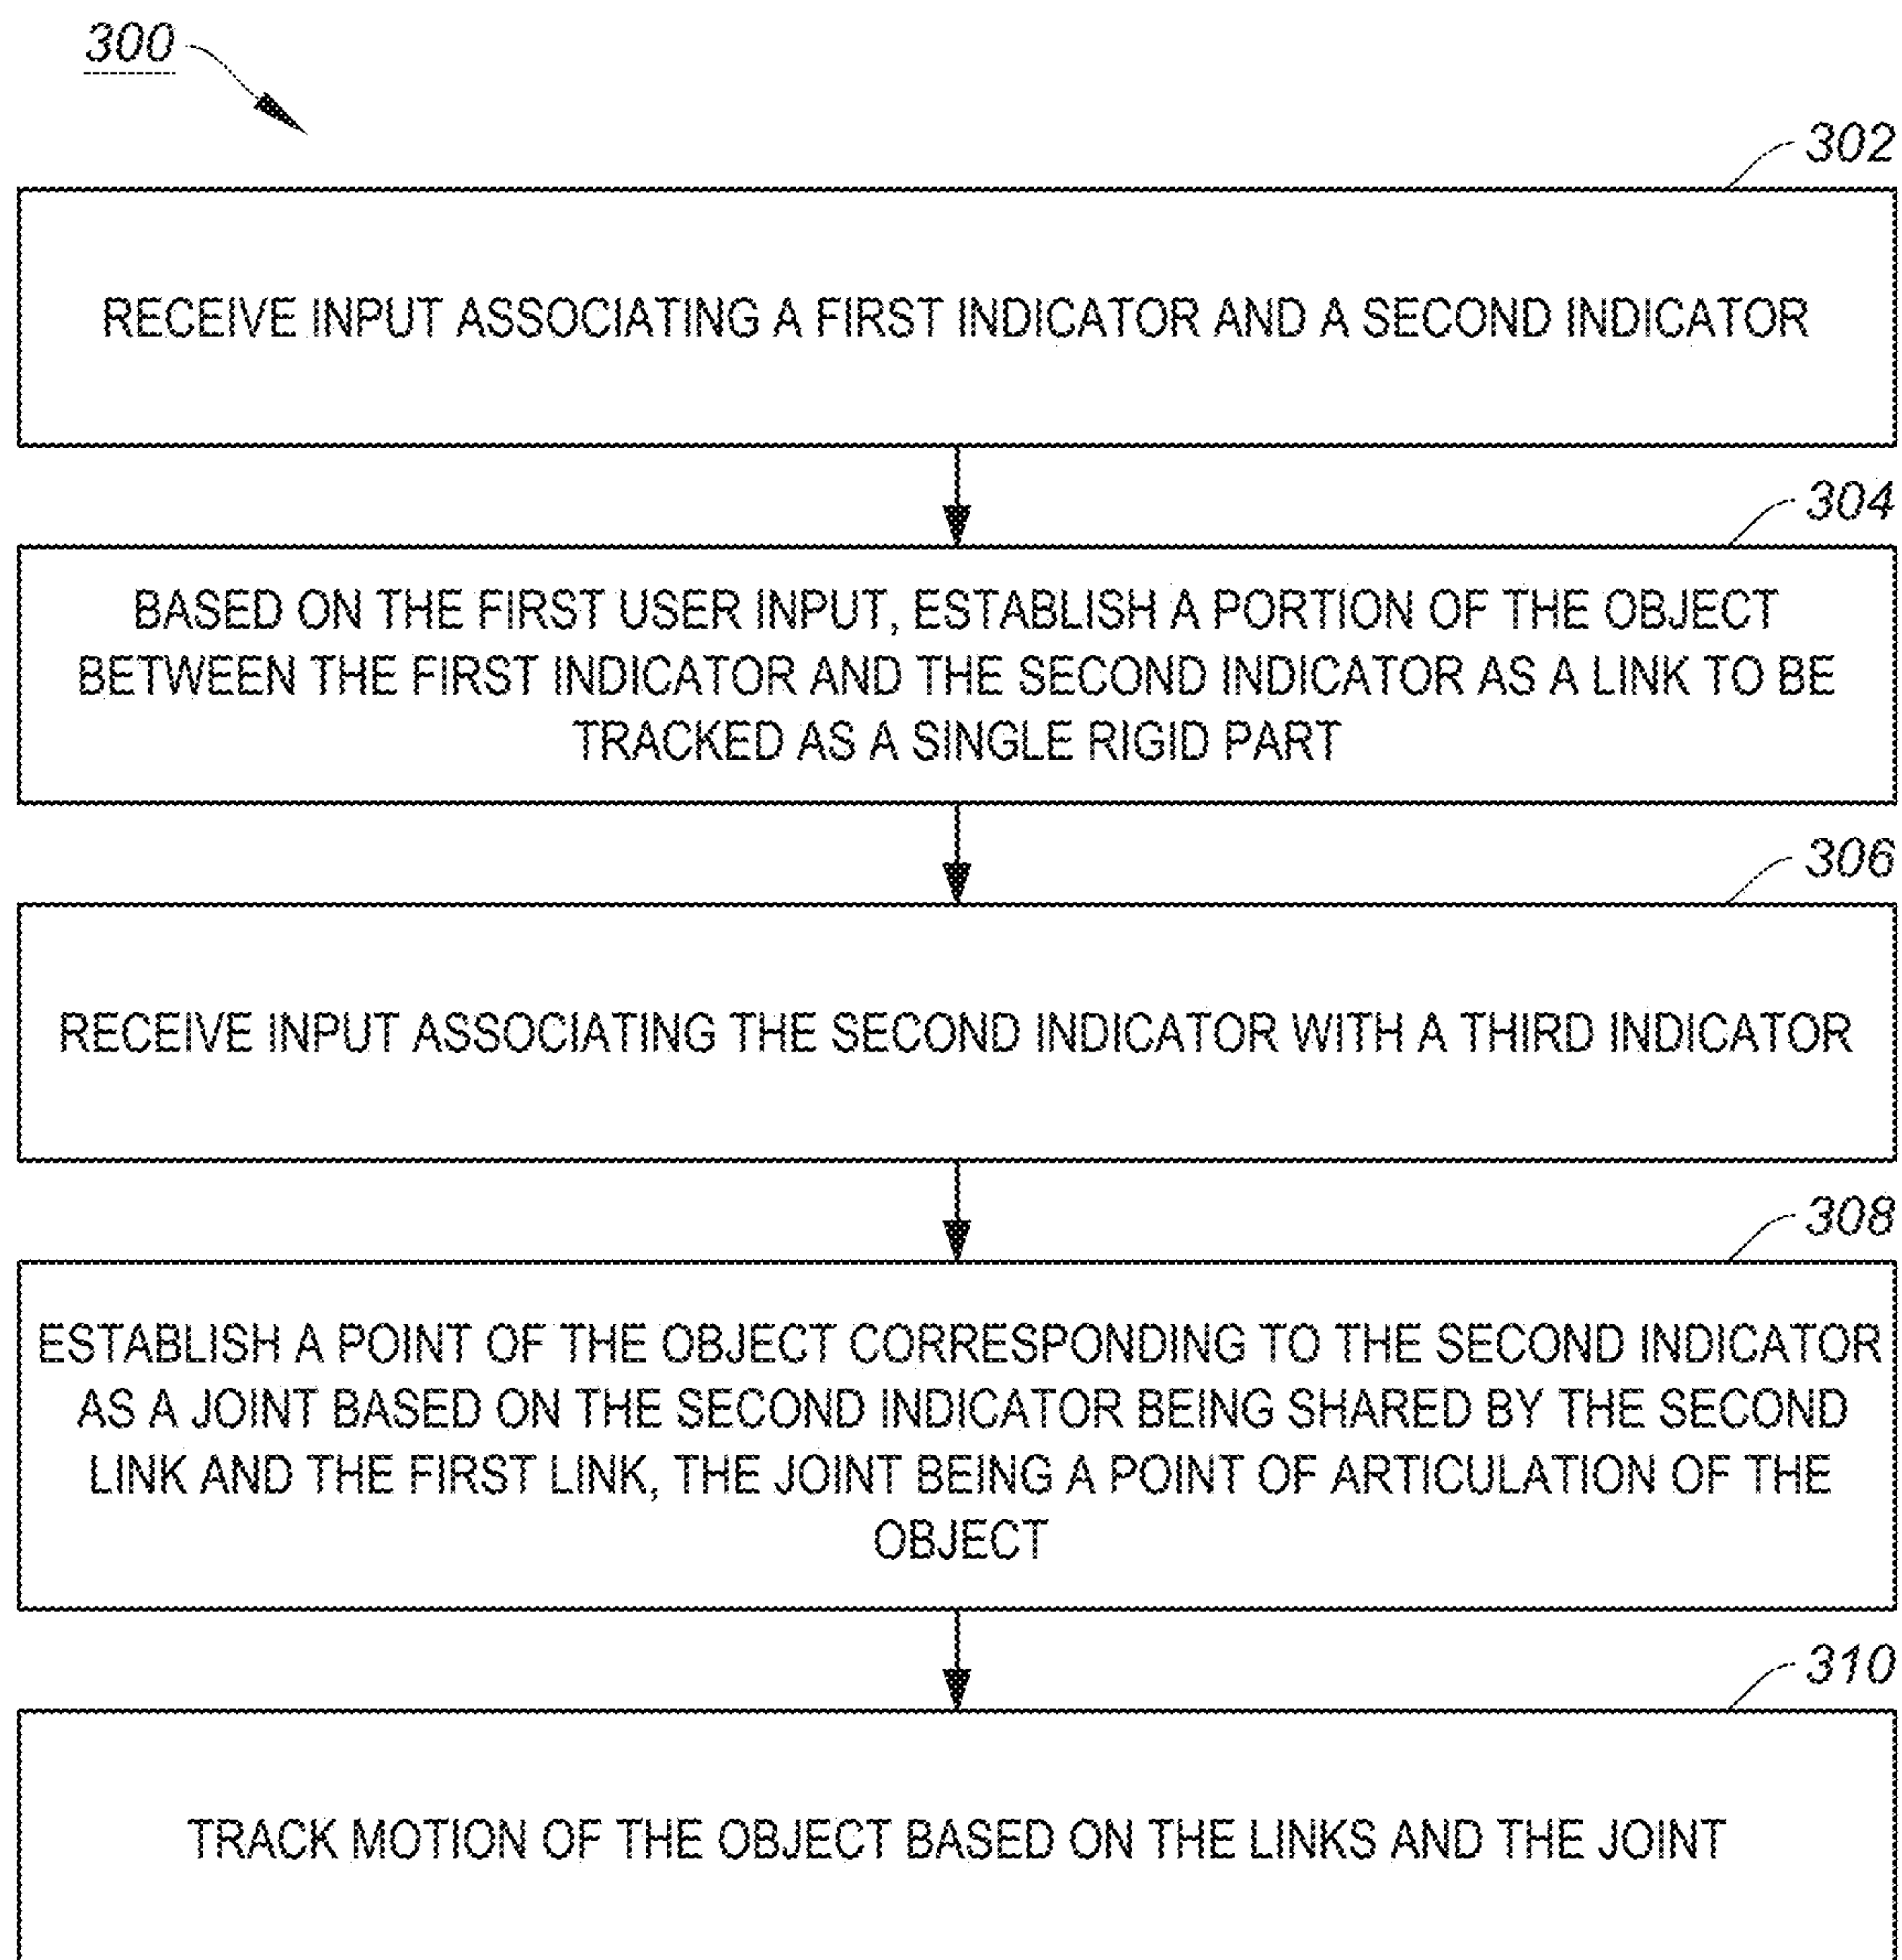 300
302
RECEIVE INPUT ASSOCIATING A FIRST INDICATOR AND A SECOND INDICATOR
304
BASED ON THE FIRST USER INPUT, ESTABLISH A PORTION OF THE OBJECT
BETWEEN THE FIRST INDICATOR AND THE SECOND INDICATOR AS A LINK TO BE
TRACKED AS A SINGLE RIGID PART
306
RECEIVE INPUT ASSOCIATING THE SECOND INDICATOR WITH A THIRD INDICATOR
308
ESTABLISH A POINT OF THE OBJECT CORRESPONDING TO THE SECOND INDICATOR
AS A JOINT BASED ON THE SECOND INDICATOR BEING SHARED BY THE SECOND
LINK AND THE FIRST LINK, THE JOINT BEING A POINT OF ARTICULATION OF THE
OBJECT
310
TRACK MOTION OF THE OBJECT BASED ON THE LINKS AND THE JOINT